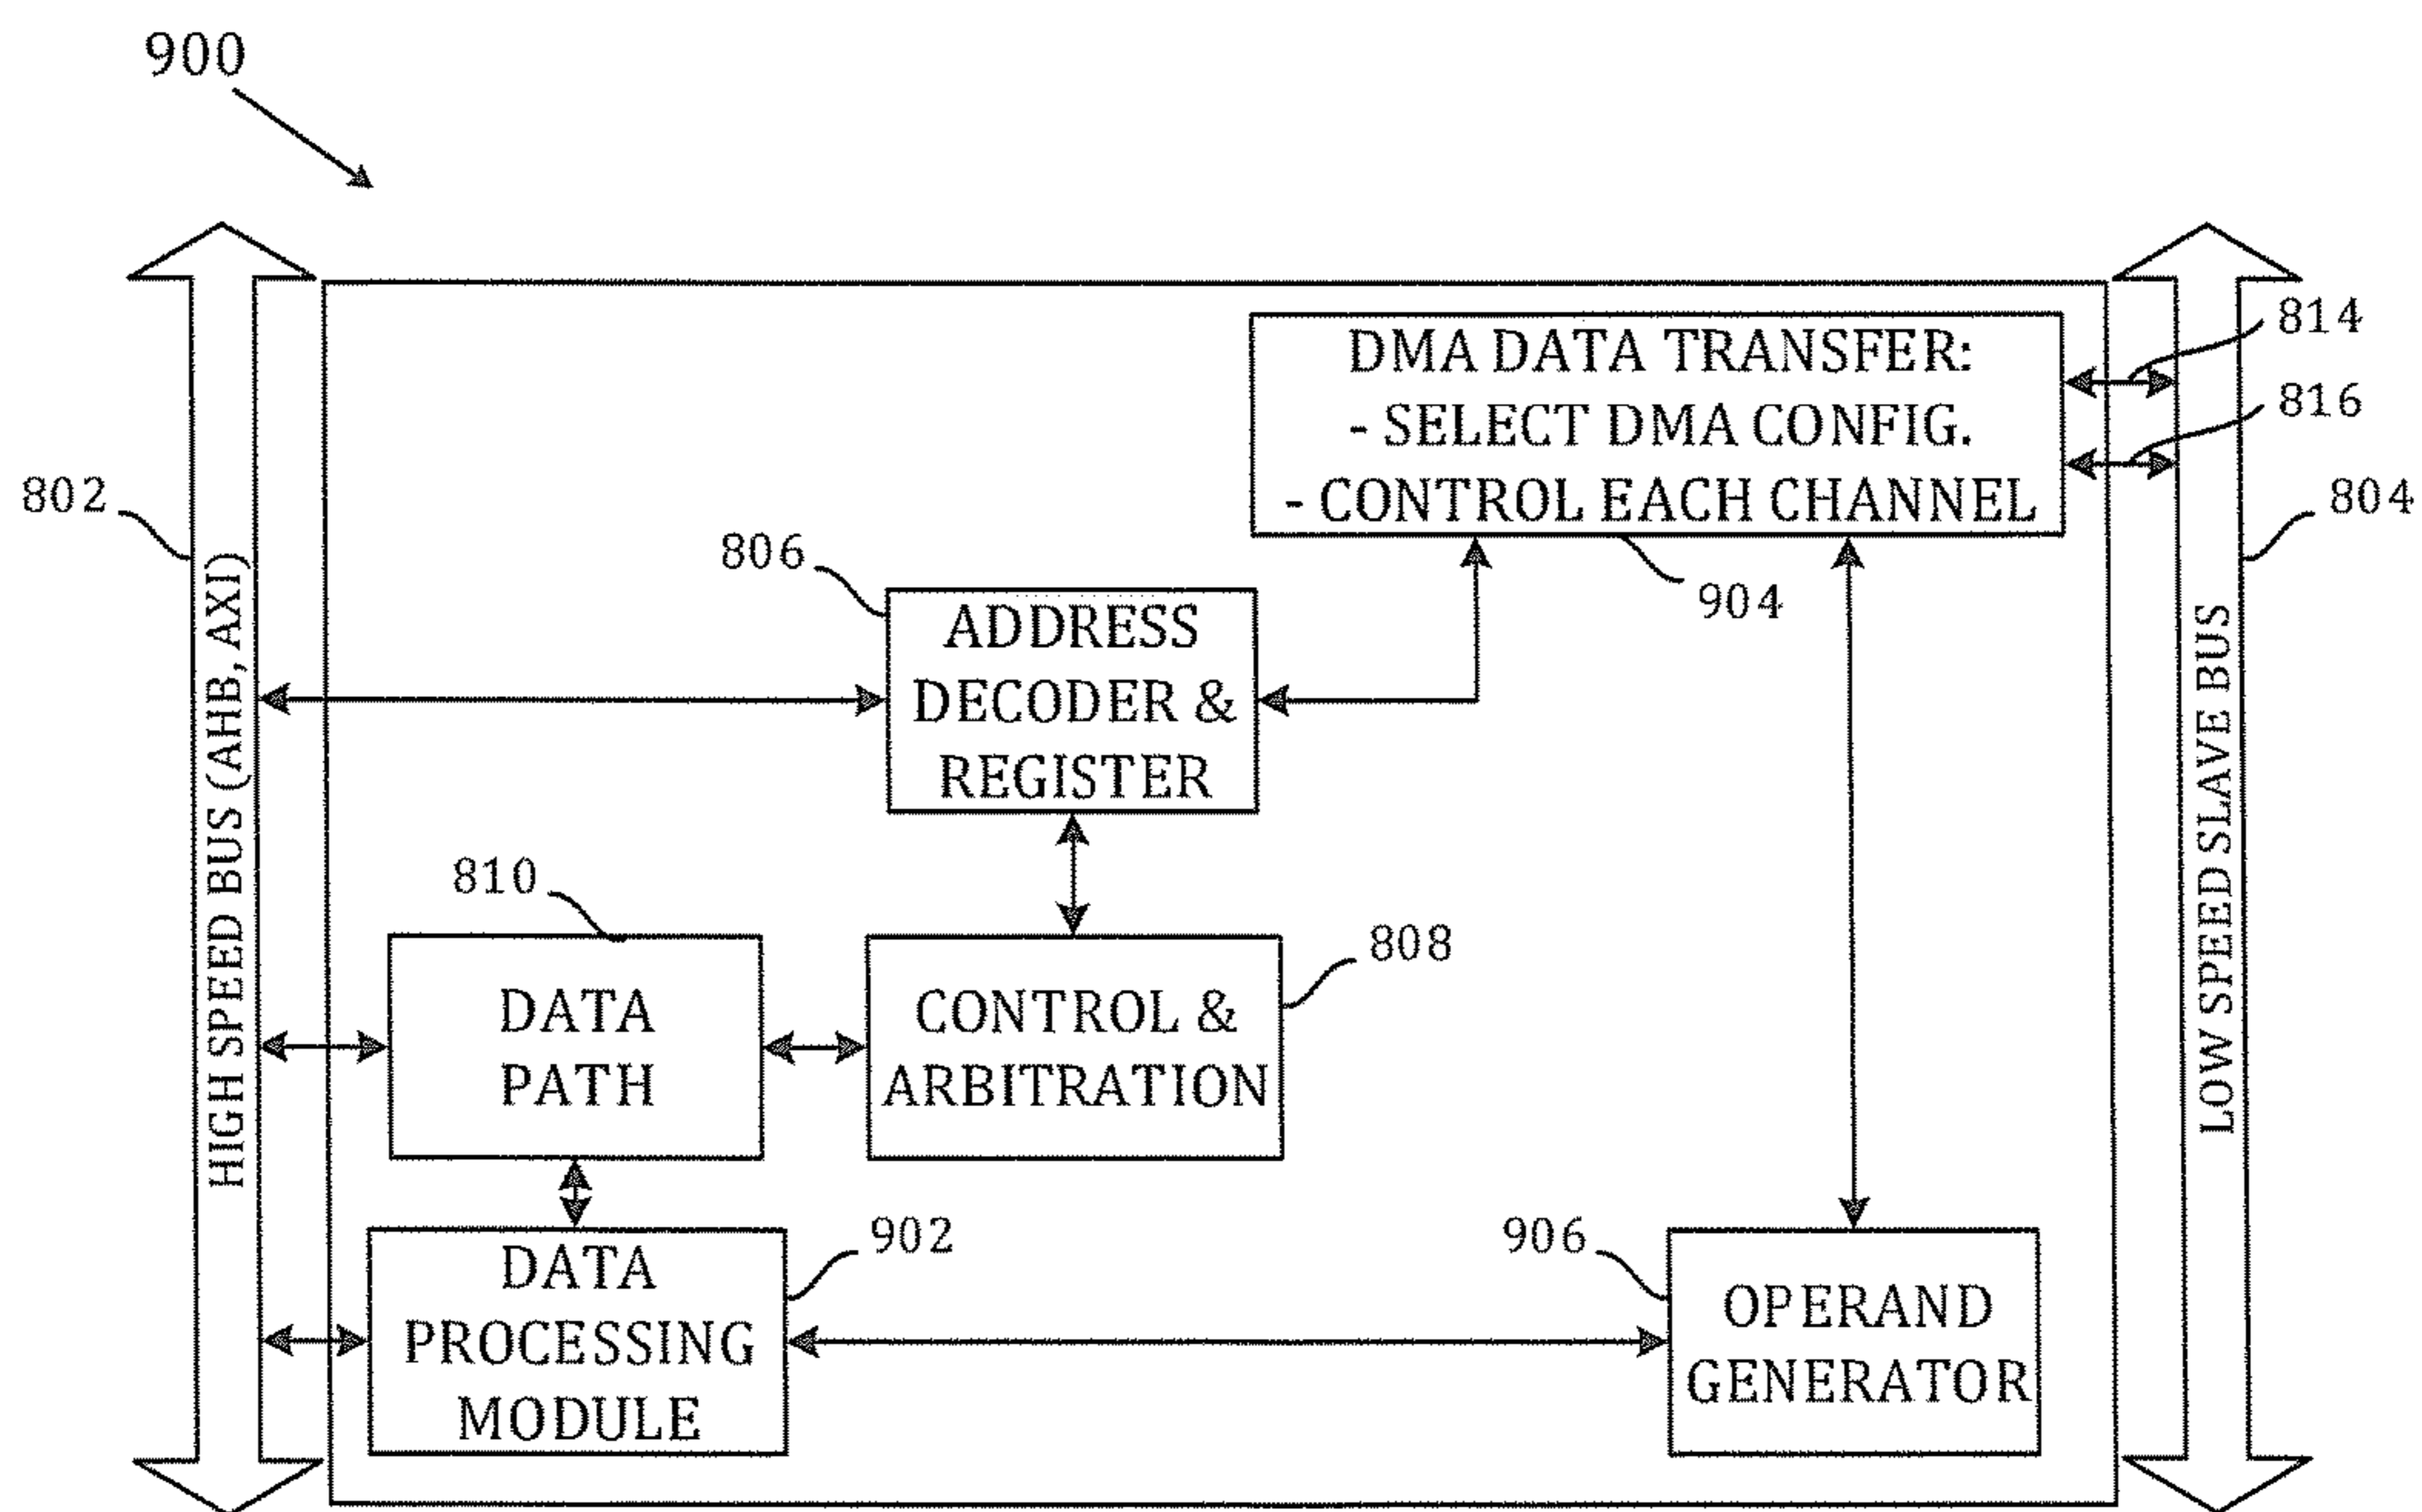 900
814
DMA DATA TRANSFER:
- SELECT DMA CONFIG.
- CONTROL EACH CHANNEL
816
802
804
806
904
ADDRESS
DECODER &
REGISTER
HIGH SPEED BUS (AHB, AXI)
LOW SPEED SLAVE BUS
810
808
DATA
PATH
CONTROL &
ARBITRATION
902
906
DATA
PROCESSING
MODULE
OPERAND
GENERATOR